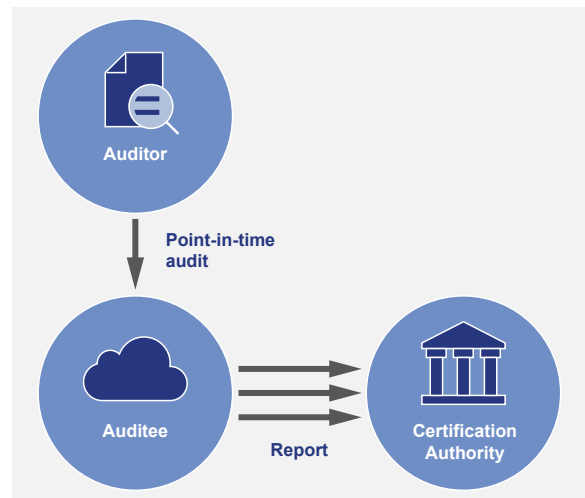 Auditor
Point-in-time
audit
Auditee
Report
Certification
Authority